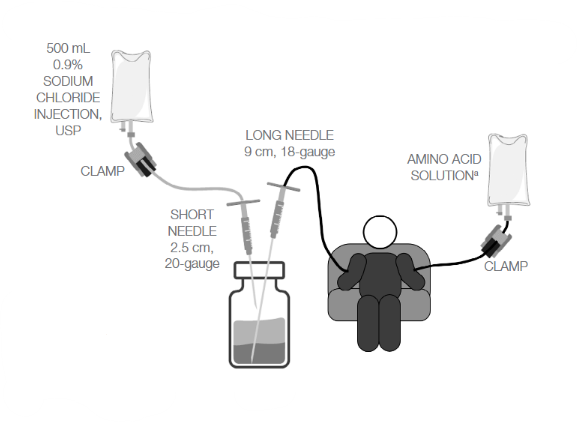 500 mL
0.9%
SODIUM
CHLORIDE
INJECTION,
USP
CLAMP
SHORT
NEEDLE
2.5 cm,
20-gauge
LONG NEEDLE
9 cm, 18-gauge
AMINO ACID
SOLUTIONª
CLAMP